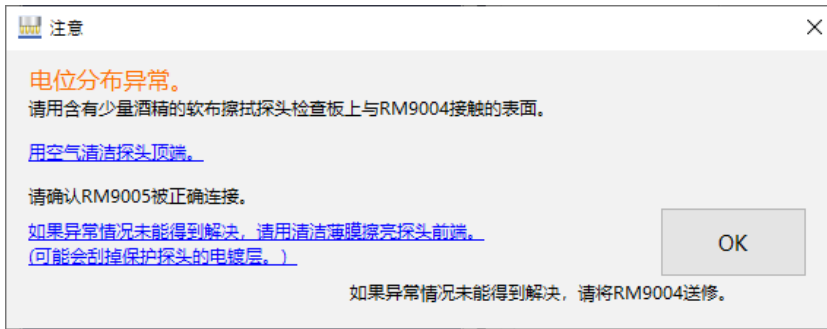 注意
电位分布异常。
请用含有少量酒精的软布擦拭探头检查板上与RM9004接触的表面。
用空气清洁探头顶端。
请确认RM9005被正确连接。
如果异常情况未能得到解决，请用清洁薄膜擦亮探头前端。
(可能会刮掉保护探头的电镀层。）
OK
如果异常情况未能得到解决，请将RM9004送修。